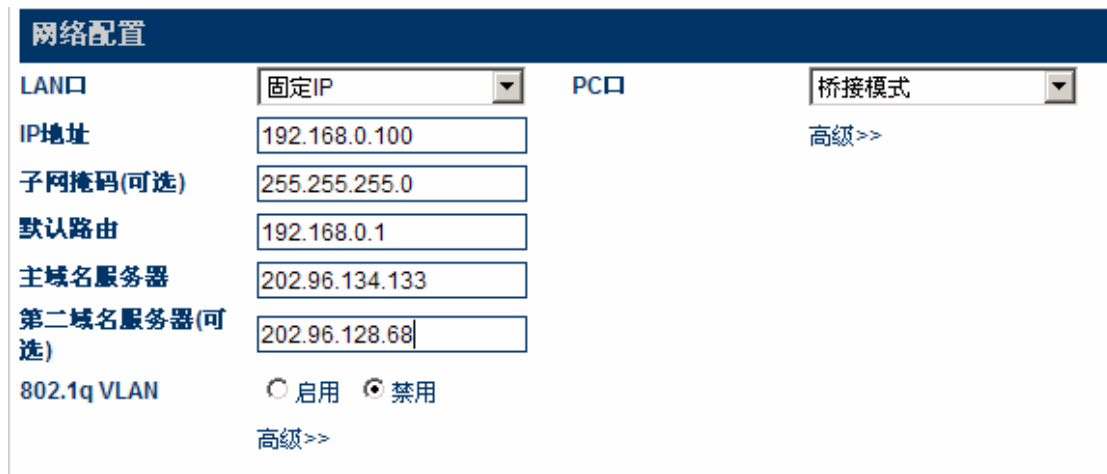 网络配置
LAN口 固定IP PC口 桥接模式
IP地址 192.168.0.100 高级>>
子网掩码(可选) 255.255.255.0
默认路由 192.168.0.1
主域名服务器 202.96.134.133
第二域名服务器(可
选) 202.96.128.68
802.1q VLAN 启用 禁用
高级>>